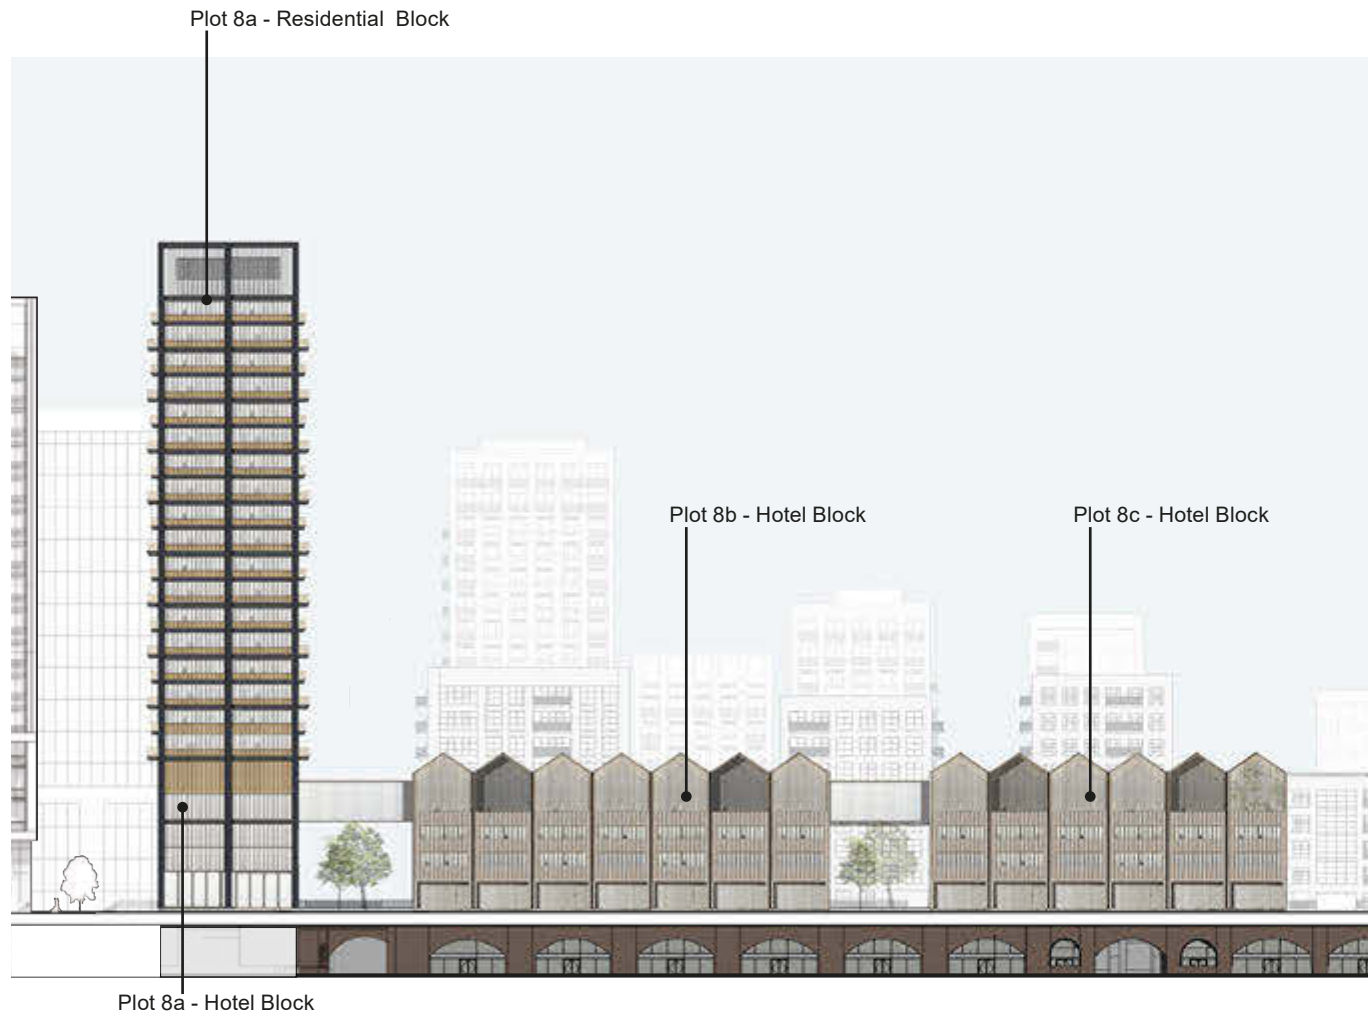 Plot 8a - Residential Block
Plot 8b - Hotel Block
Plot 8c - Hotel Block
Plot 8a - Hotel Block